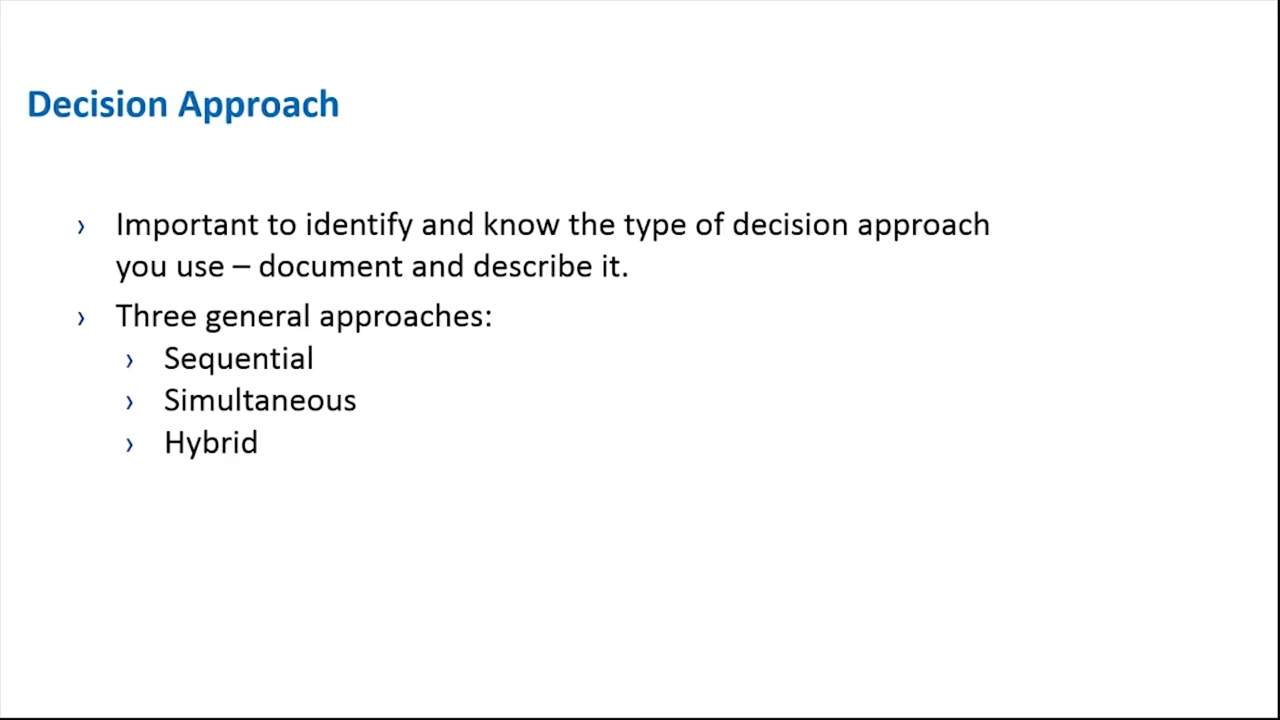 Decision Approach
› Important to identify and know the type of decision approach
you use – document and describe it.
› Three general approaches:
› Sequential
› Simultaneous
› Hybrid